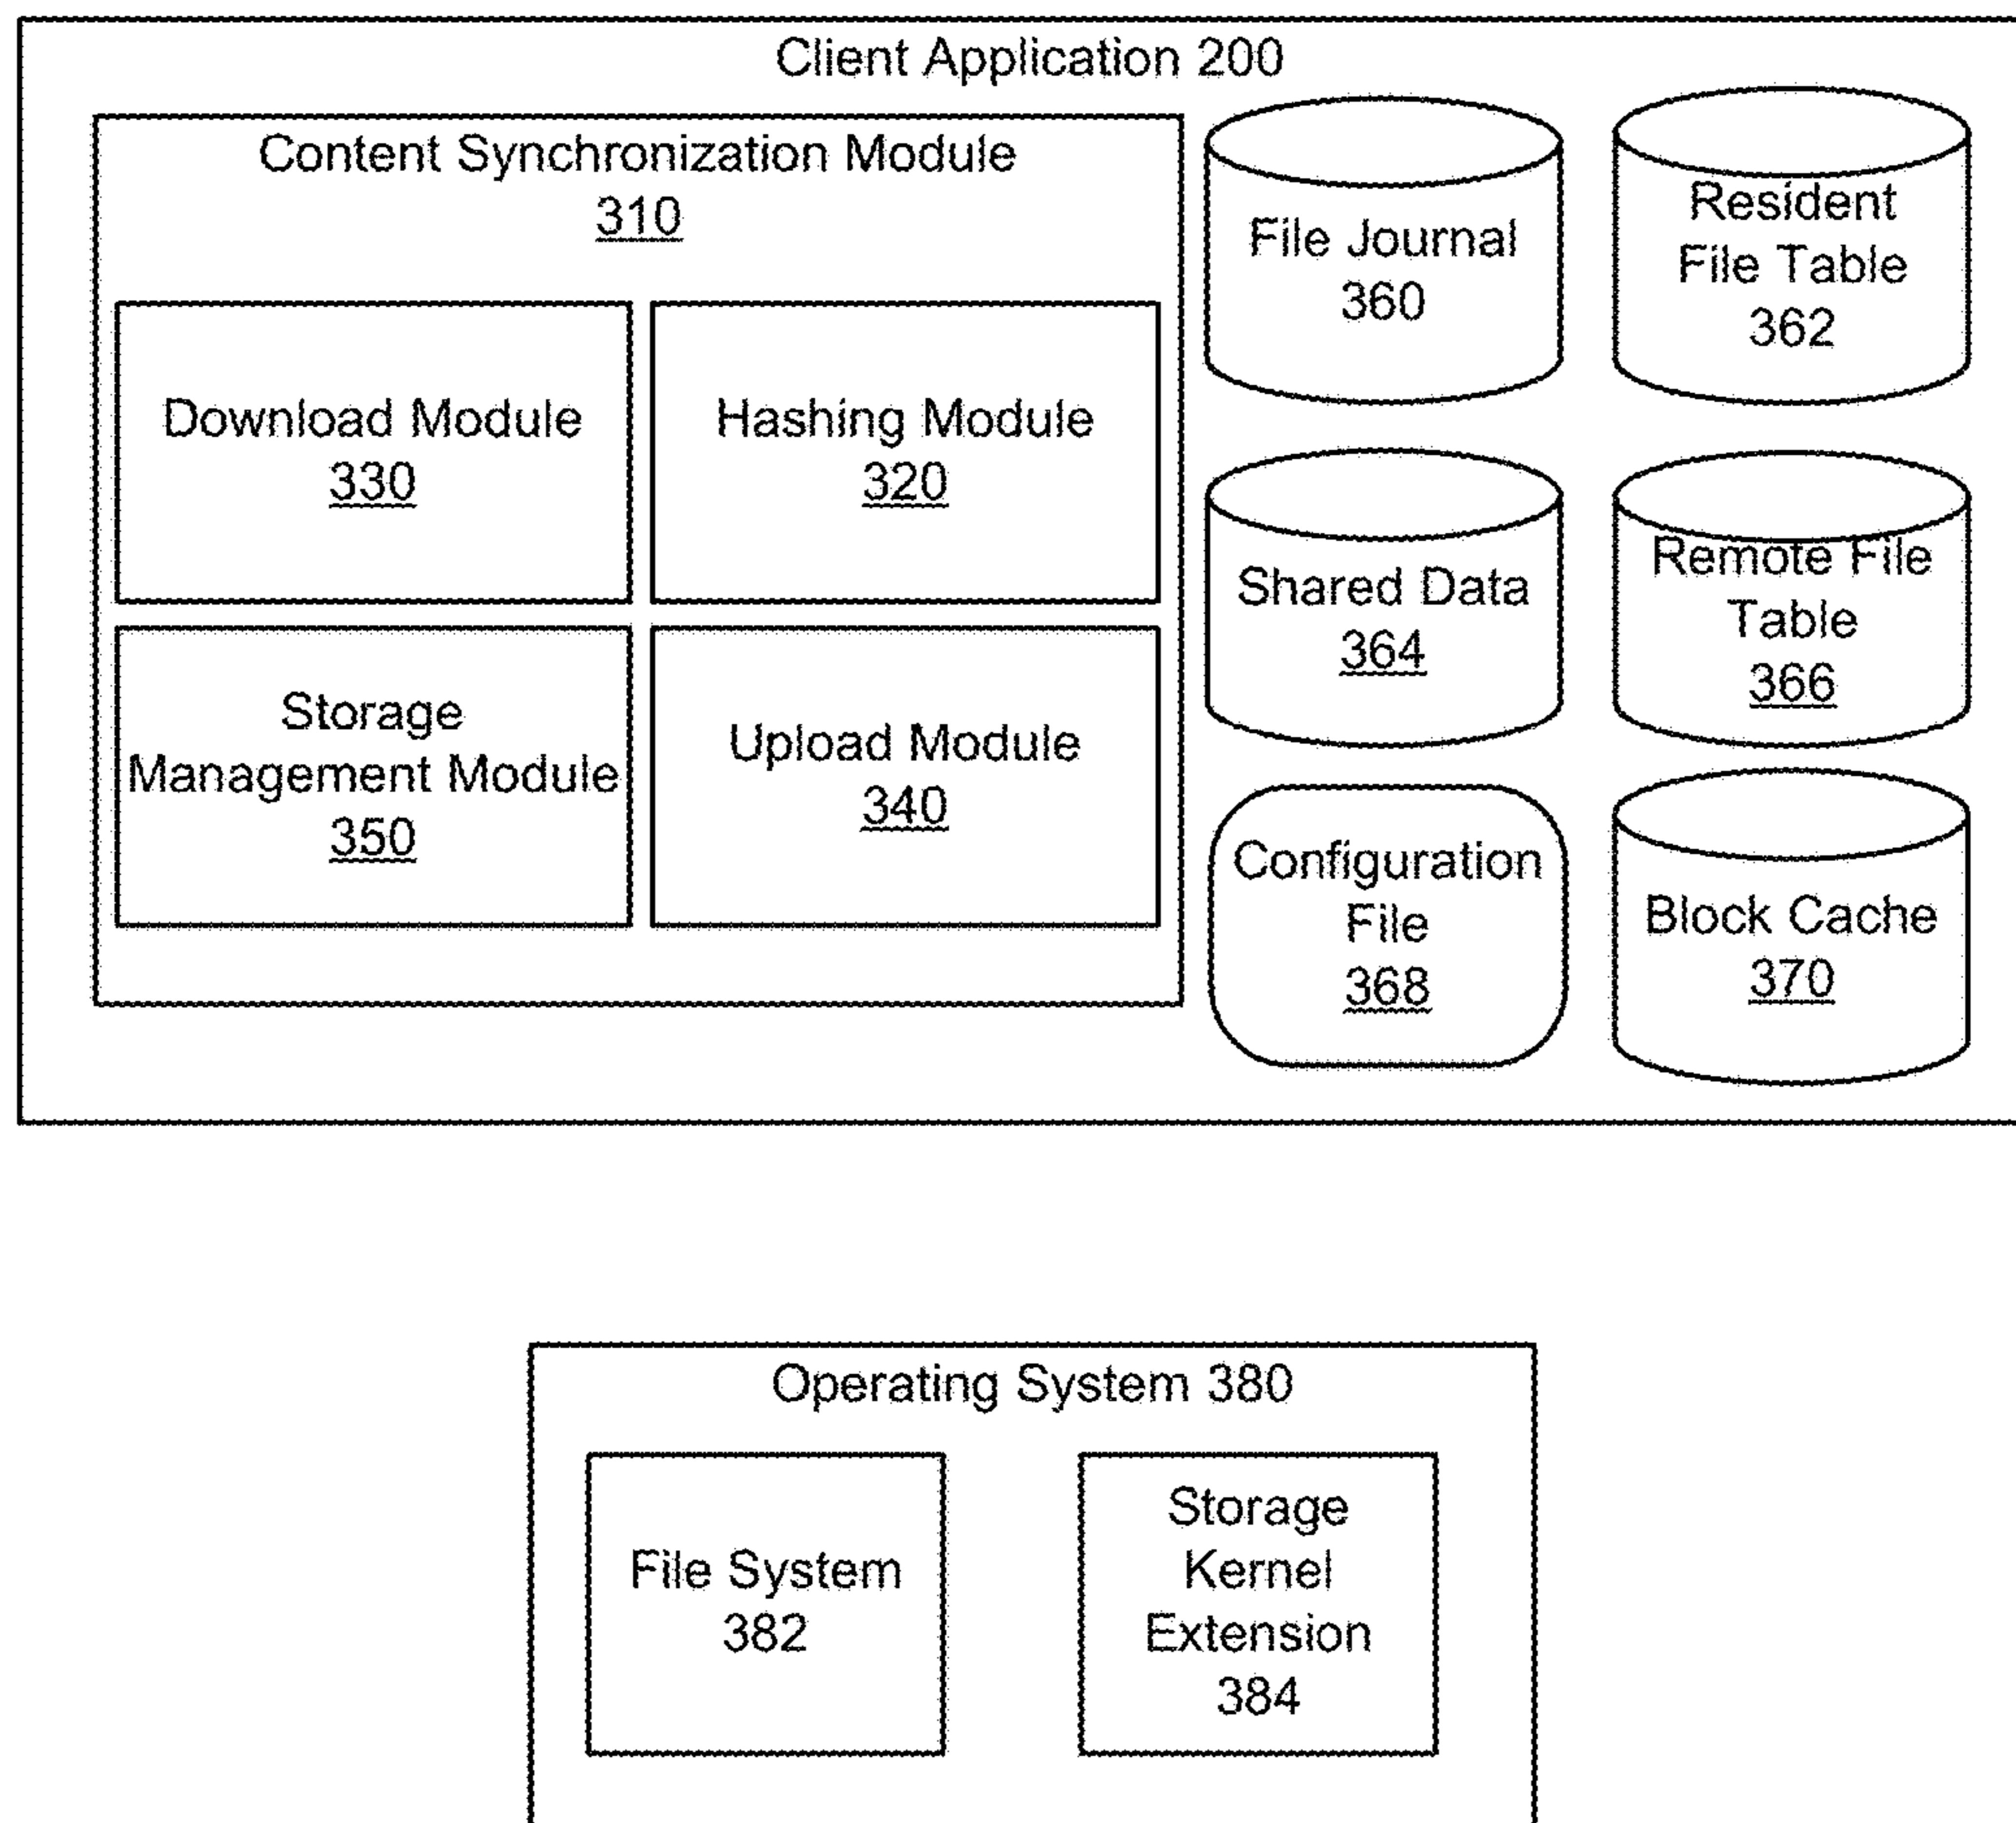 Client Application 200
Content Synchronization Module
310
Download Module
330
Hashing Module
320
Storage
Management Module
350
Upload Module
340
File Journal
360
Resident
File Table
362
Shared Data
364
Remote File
Table
366
Configuration
File
368
Block Cache
370
Operating System 380
File System
382
Storage
Kernel
Extension
384